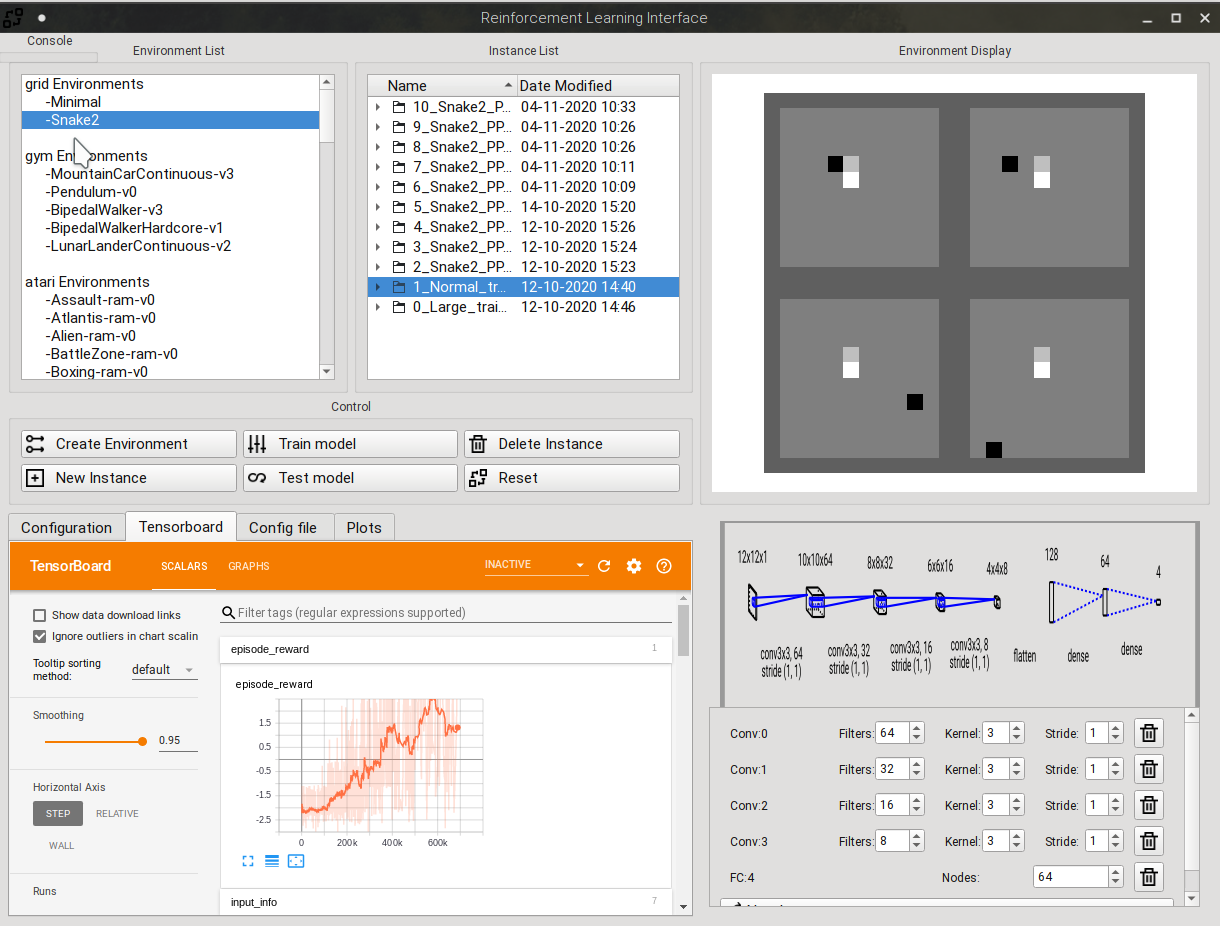 Reinforcement Learning Interface
Console
Environment List
Instance List
Environment Display
grid Environments
-Minimal
-Snake2
gym Environments
-MountainCarContinuous-v3
-Pendulum-v0
-BipedalWalker-v3
-BipedalWalkerHardcore-v1
-LunarLanderContinuous-v2
atari Environments
-Assault-ram-v0
-Atlantis-ram-v0
-Alien-ram-v0
-BattleZone-ram-v0
-Boxing-ram-v0
Name Date Modified
10_Snake2_P... 04-11-2020 10:33
9_Snake2_PP... 04-11-2020 10:26
8_Snake2_PP... 04-11-2020 10:26
7_Snake2_PP... 04-11-2020 10:11
6_Snake2_PP... 04-11-2020 10:09
5_Snake2_PP... 14-10-2020 15:20
4_Snake2_PP... 12-10-2020 15:26
3_Snake2_PP... 12-10-2020 15:24
2_Snake2_PP... 12-10-2020 15:23
1_Normal_tr... 12-10-2020 14:40
0_Large_trai... 12-10-2020 14:46
Control
Create Environment Train model Delete Instance
New Instance Test model Reset
Configuration Tensorboard Config file Plots
TensorBoard SCALARS GRAPHS INACTIVE
Show data download links
Ignore outliers in chart scalin
Tooltip sorting
method: default
Smoothing
0.95
Horizontal Axis
STEP RELATIVE
WALL
Runs
Filter tags (regular expressions supported)
episode_reward 1
episode_reward
1.5
0.5
-0.5
-1.5
-2.5
0 200k 400k 600k
input_info 7
12x12x1 10x10x64 8x8x32 6x6x16 4x4x8 128 64 4
conv3x3, 64
stride (1, 1)
conv3x3, 32
stride (1, 1)
conv3x3, 16
stride (1, 1)
conv3x3, 8
stride (1, 1)
flatten
dense
dense
Conv:0 Filters: 64 Kernel: 3 Stride: 1
Conv:1 Filters: 32 Kernel: 3 Stride: 1
Conv:2 Filters: 16 Kernel: 3 Stride: 1
Conv:3 Filters: 8 Kernel: 3 Stride: 1
FC:4 Nodes: 64